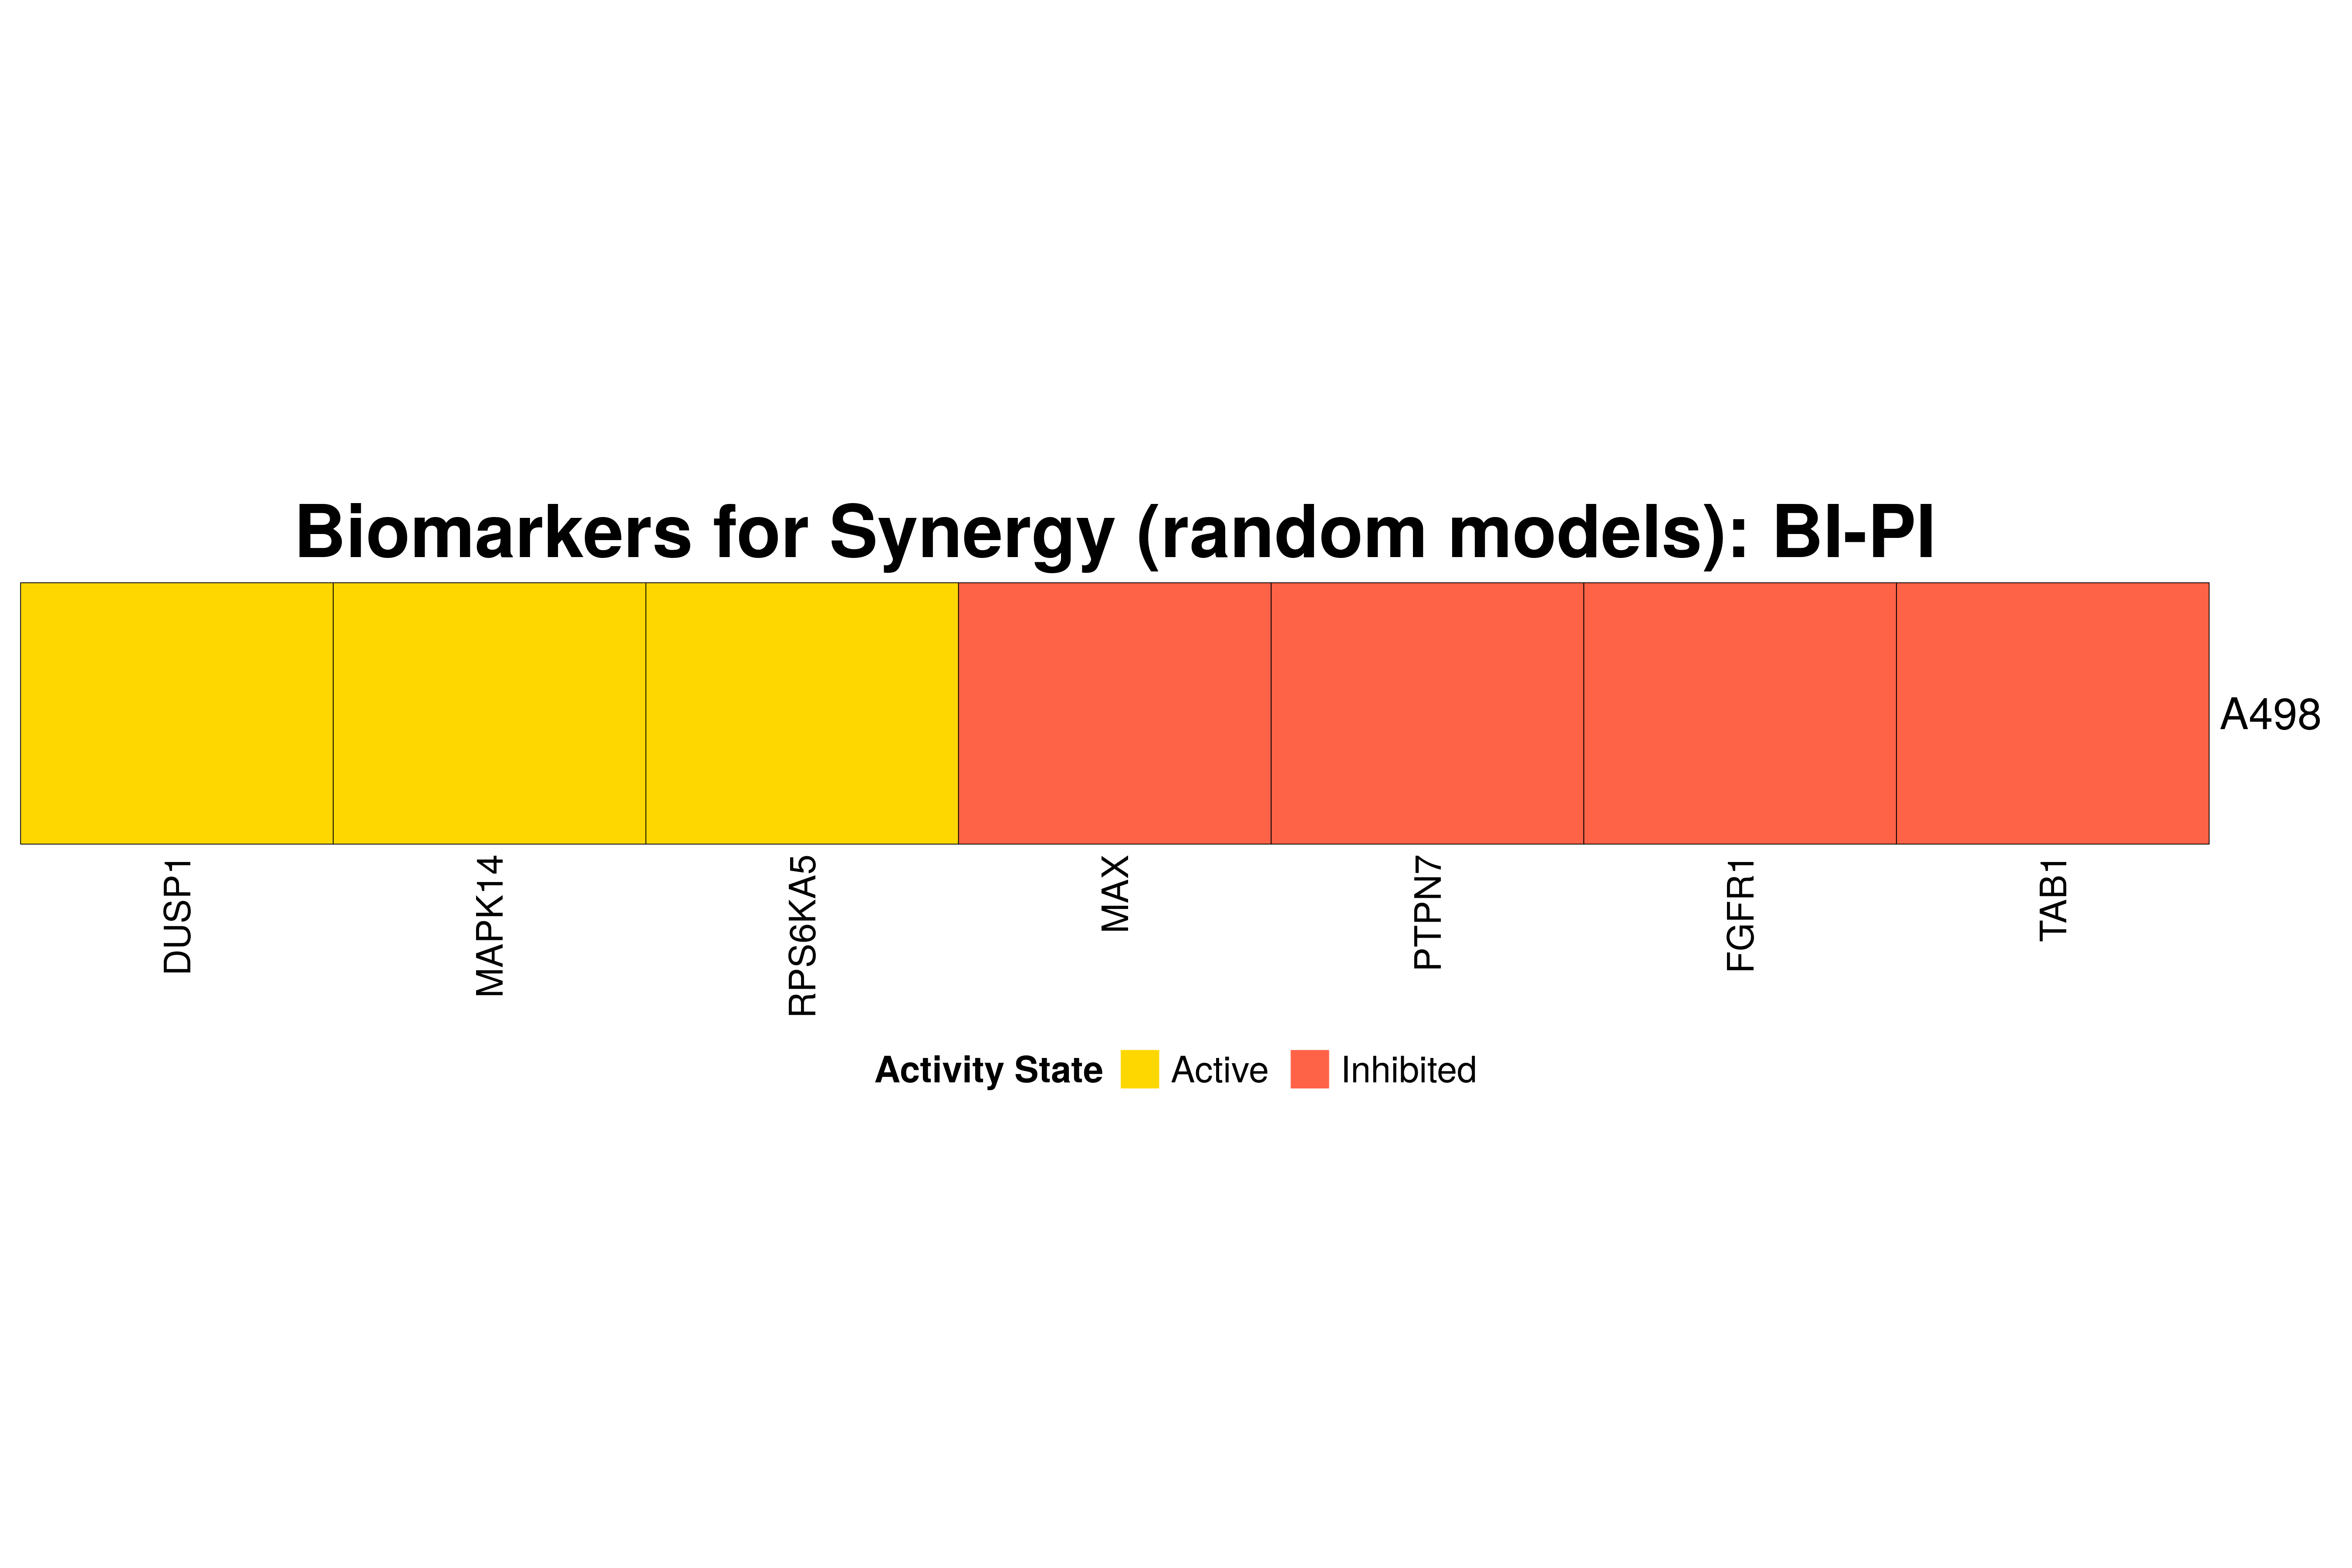 Biomarkers for Synergy (random models): BI-PI
A498
DUSP1
MAPK14
RPS6KA5
MAX
PTPN7
FGFR1
TAB1
Activity State Active Inhibited